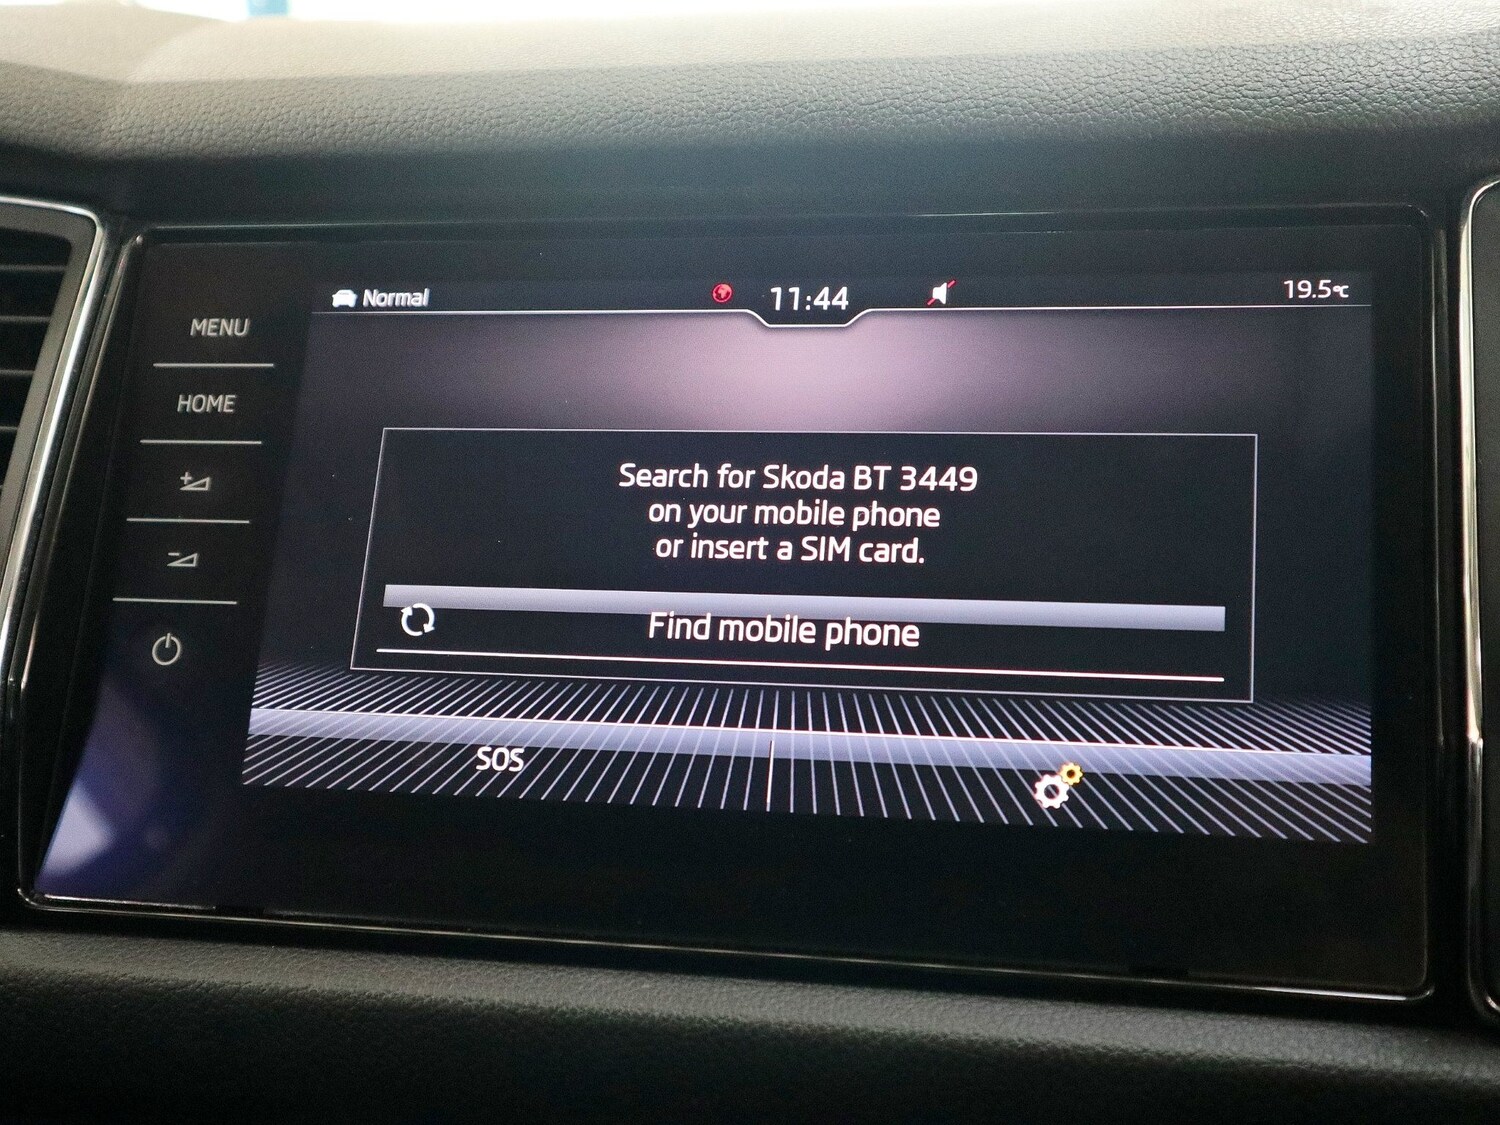 Normal
11:44
19.5°C
MENU
HOME
Search for Skoda BT 3449
on your mobile phone
or insert a SIM card.
Find mobile phone
SOS